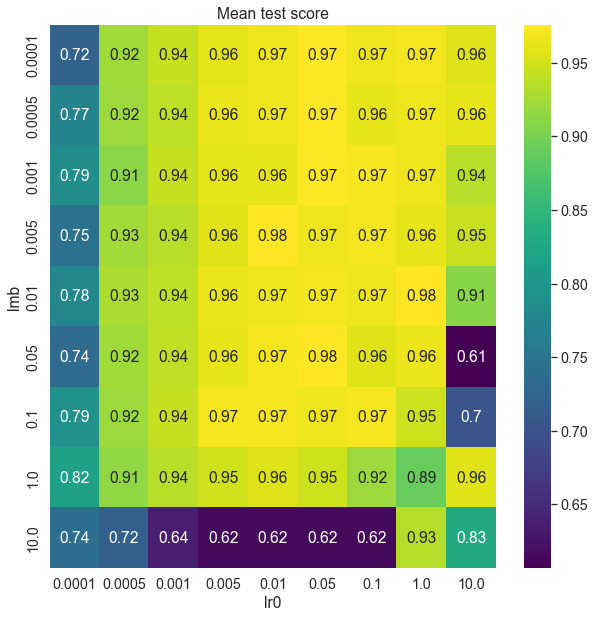 Mean test score
0.0001 0.72 0.92 0.94 0.96 0.97 0.97 0.97 0.97 0.96
0.0005 0.77 0.92 0.94 0.96 0.97 0.97 0.96 0.97 0.96
0.001 0.79 0.91 0.94 0.96 0.96 0.97 0.97 0.97 0.94
0.005 0.75 0.93 0.94 0.96 0.98 0.97 0.97 0.96 0.95
0.01 0.78 0.93 0.94 0.96 0.97 0.97 0.97 0.98 0.91
0.05 0.74 0.92 0.94 0.96 0.97 0.98 0.96 0.96 0.61
0.1 0.79 0.92 0.94 0.97 0.97 0.97 0.97 0.95 0.7
1.0 0.82 0.91 0.94 0.95 0.96 0.95 0.92 0.89 0.96
10.0 0.74 0.72 0.64 0.62 0.62 0.62 0.62 0.93 0.83
0.0001 0.0005 0.001 0.005 0.01 0.05 0.1 1.0 10.0
lr0
lmb
0.95
0.90
0.85
0.80
0.75
0.70
0.65